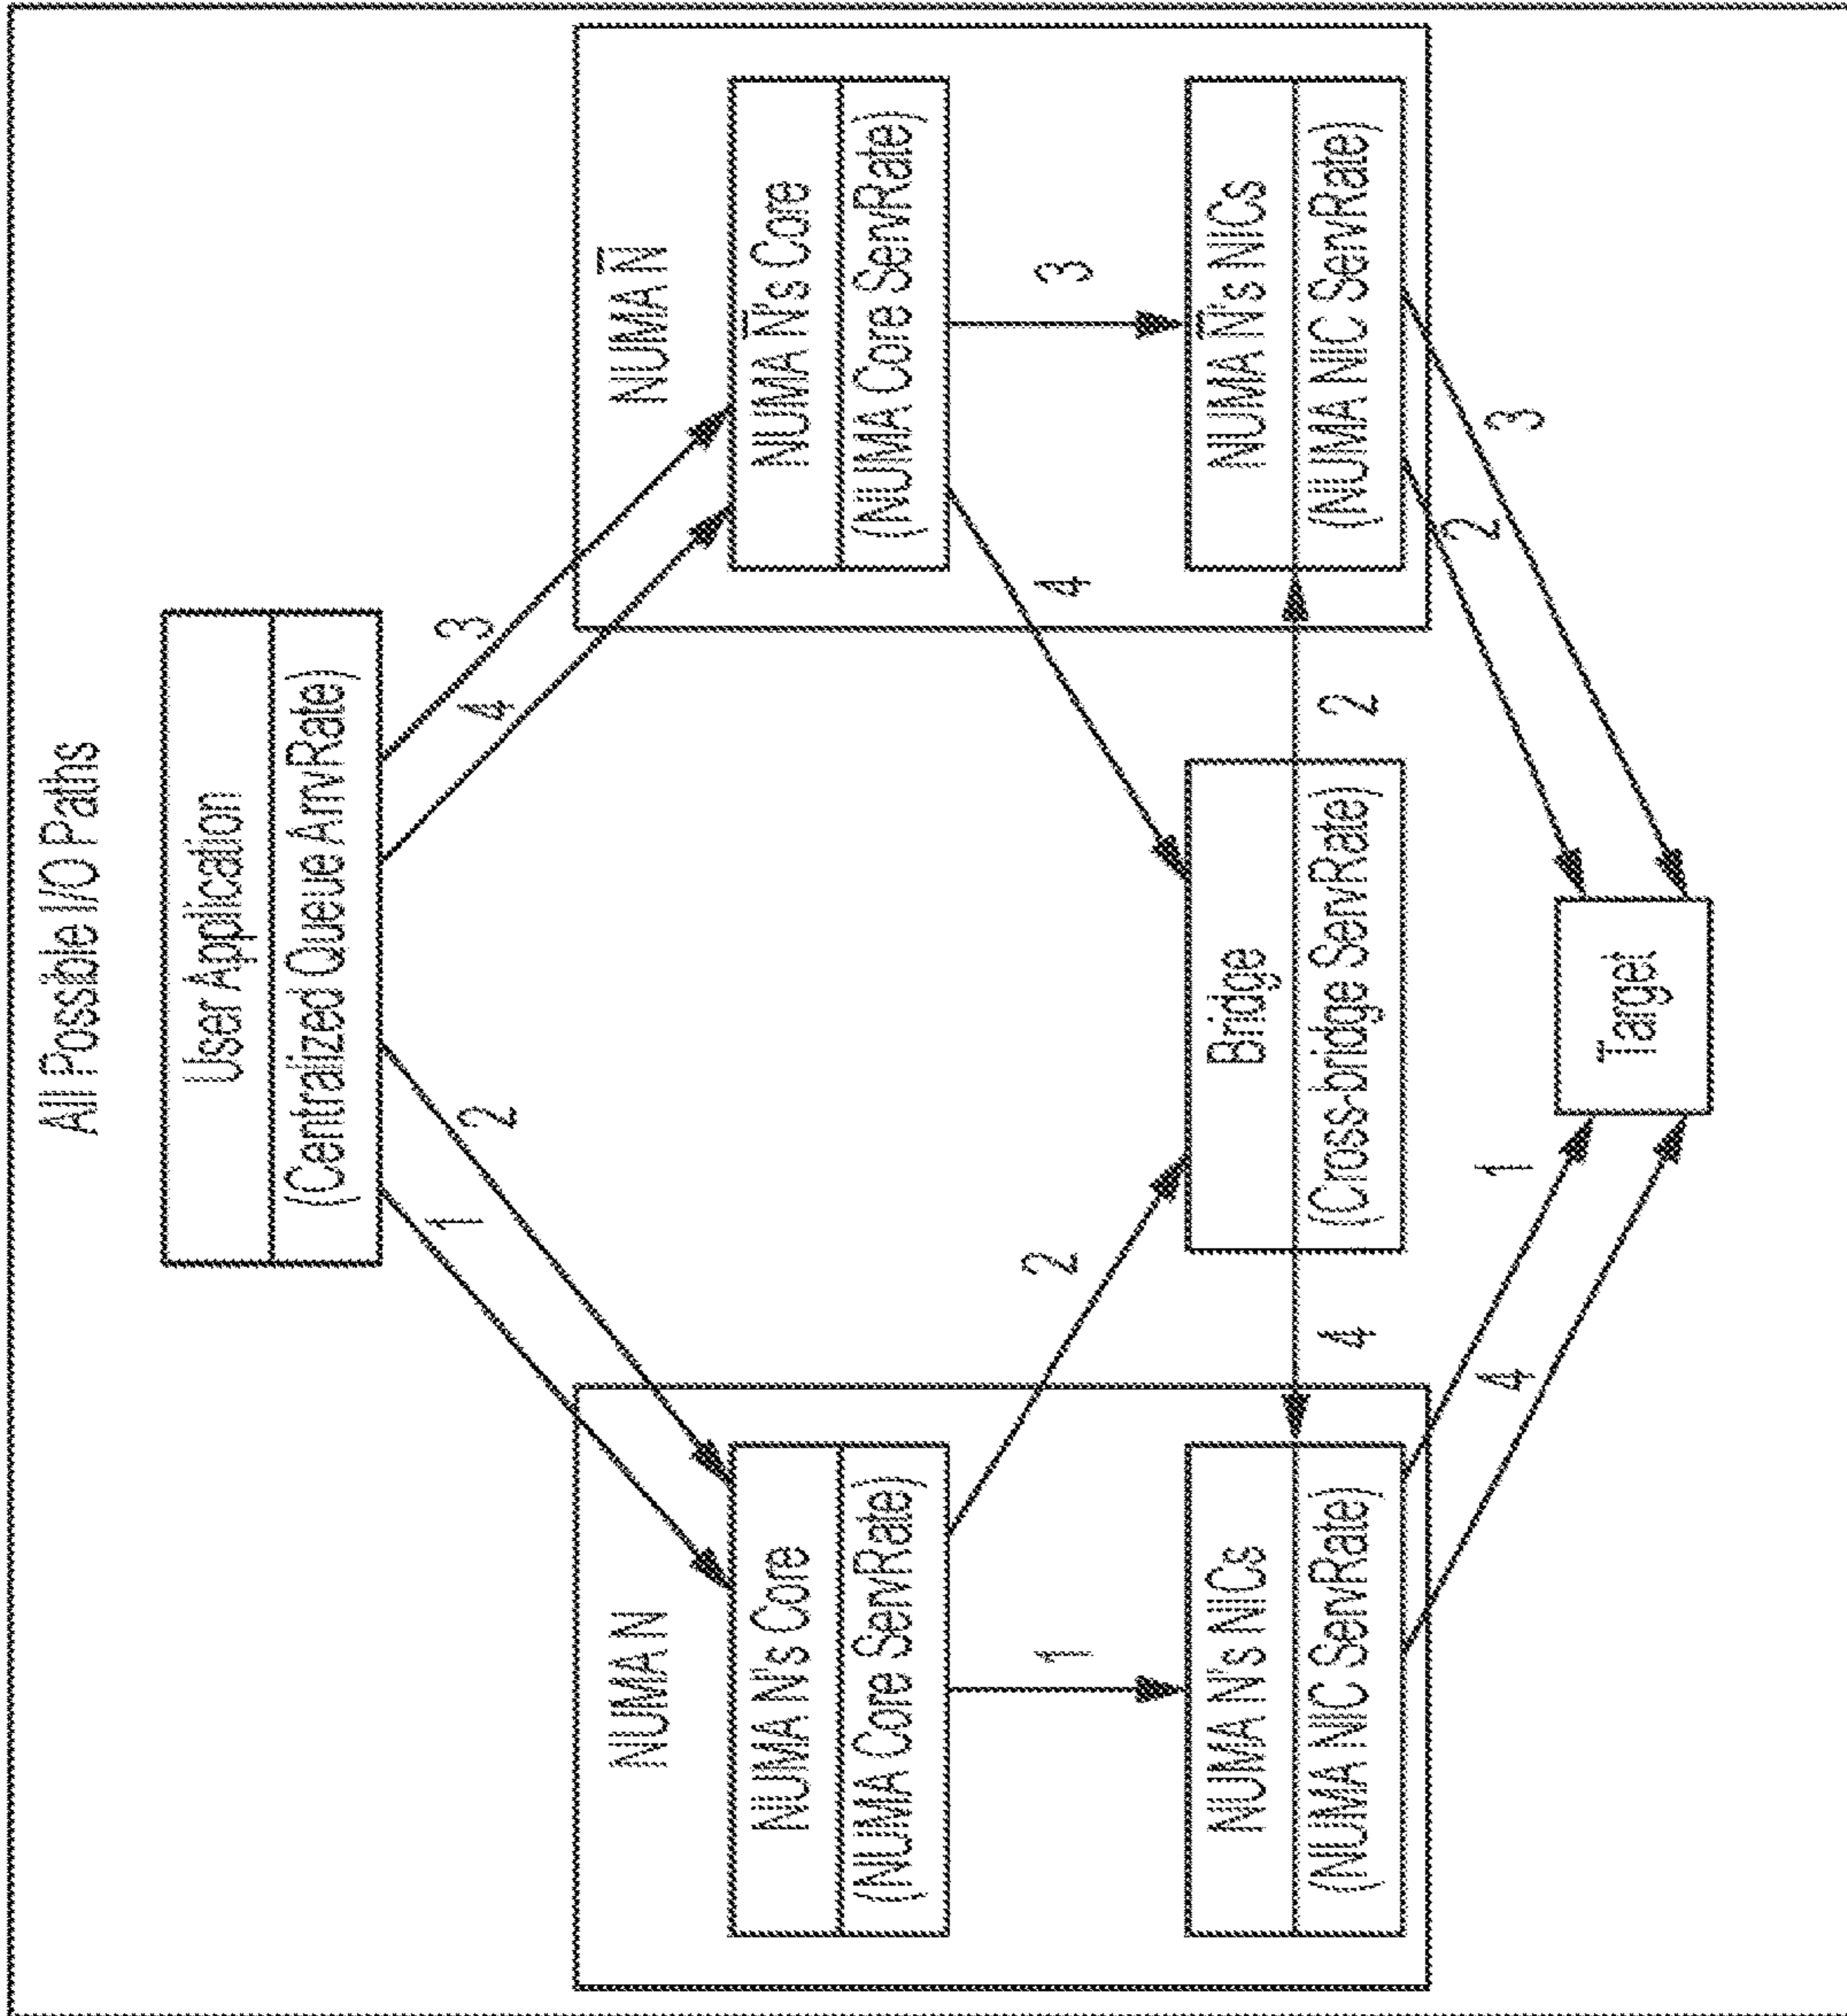 All Possible I/O Paths
User Application
(Centralized Queue ArrvRate)
1
2
4
3
NUMA N
NUMA N̅
NUMA N's Core
(NUMA Core ServRate)
NUMA N̅'s Core
(NUMA Core ServRate)
1
2
4
3
NUMA N's NICs
(NUMA NIC ServRate)
4
Bridge
(Cross-bridge ServRate)
2
NUMA N̅'s NICs
(NUMA NIC ServRate)
4
1
2
3
Target